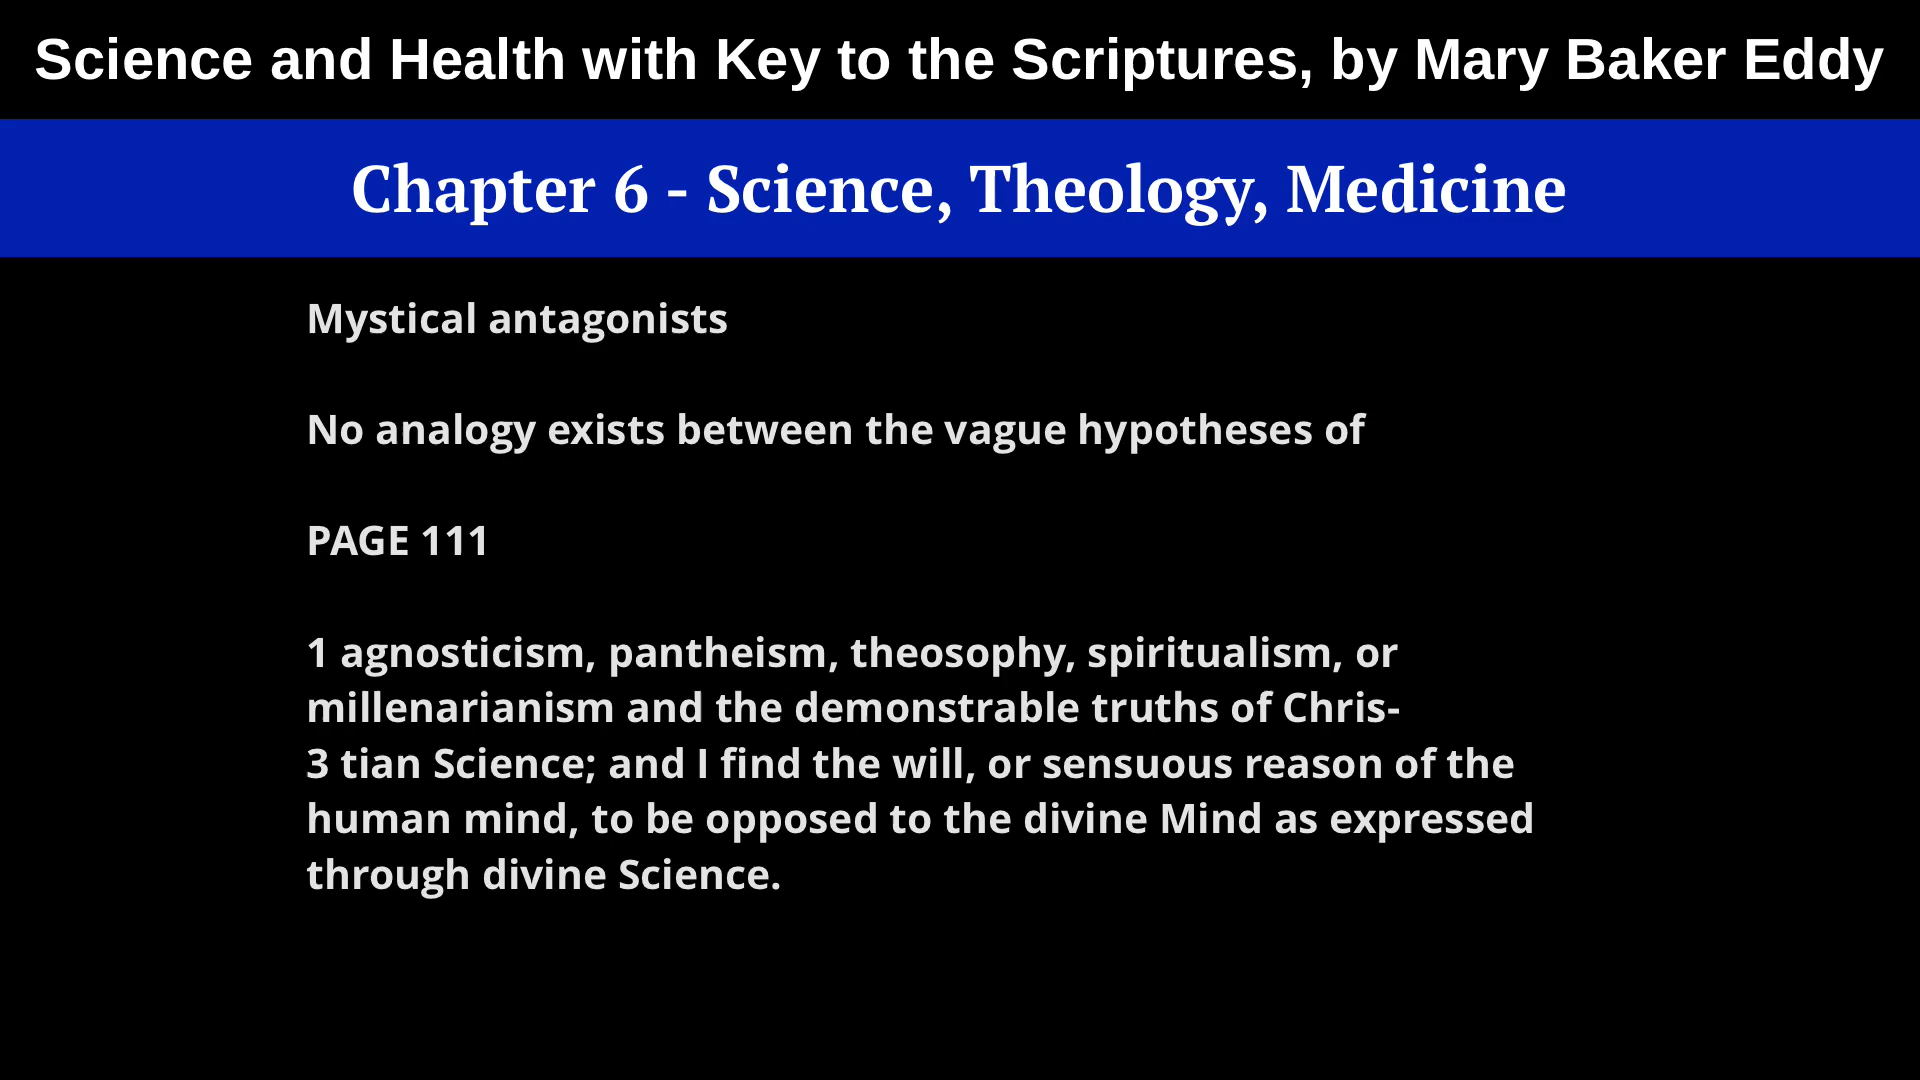 Science and Health with Key to the Scriptures, by Mary Baker Eddy
Chapter 6 - Science, Theology, Medicine
Mystical antagonists
No analogy exists between the vague hypotheses of
PAGE 111
1 agnosticism, pantheism, theosophy, spiritualism, or
millenarianism and the demonstrable truths of Chris-
3 tian Science; and I find the will, or sensuous reason of the
human mind, to be opposed to the divine Mind as expressed
through divine Science.